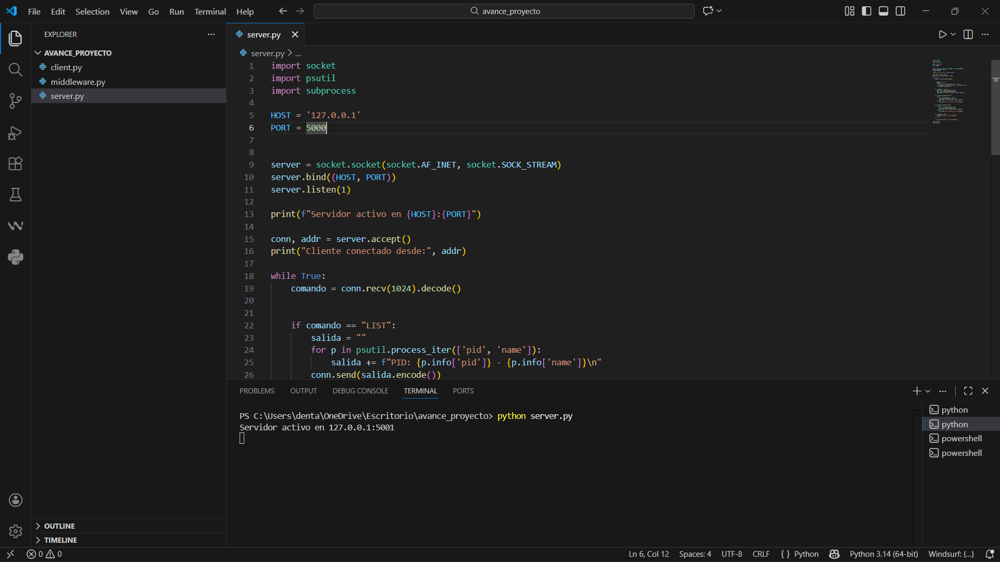 File Edit Selection View Go Run Terminal Help
avance_proyecto
EXPLORER
AVANCE_PROYECTO
client.py
middleware.py
server.py
server.py
server.py > ...
1 import socket
2 import psutil
3 import subprocess
4
5 HOST = '127.0.0.1'
6 PORT = 5000
7
8
9 server = socket.socket(socket.AF_INET, socket.SOCK_STREAM)
10 server.bind((HOST, PORT))
11 server.listen(1)
12
13 print(f"Servidor activo en {HOST}:{PORT}")
14
15 conn, addr = server.accept()
16 print("Cliente conectado desde:", addr)
17
18 while True:
19 comando = conn.recv(1024).decode()
20
21
22 if comando == "LIST":
23 salida = ""
24 for p in psutil.process_iter(['pid', 'name']):
25 salida += f"PID: {p.info['pid']} - {p.info['name']}\n"
26 conn.send(salida.encode())
PROBLEMS OUTPUT DEBUG CONSOLE TERMINAL PORTS
PS C:\Users\denta\OneDrive\Escritorio\avance_proyecto> python server.py
Servidor activo en 127.0.0.1:5001
python
python
powershell
powershell
OUTLINE
TIMELINE
0 0 Ln 6, Col 12 Spaces: 4 UTF-8 CRLF { } Python Python 3.14 (64-bit) Windsurf: {...}